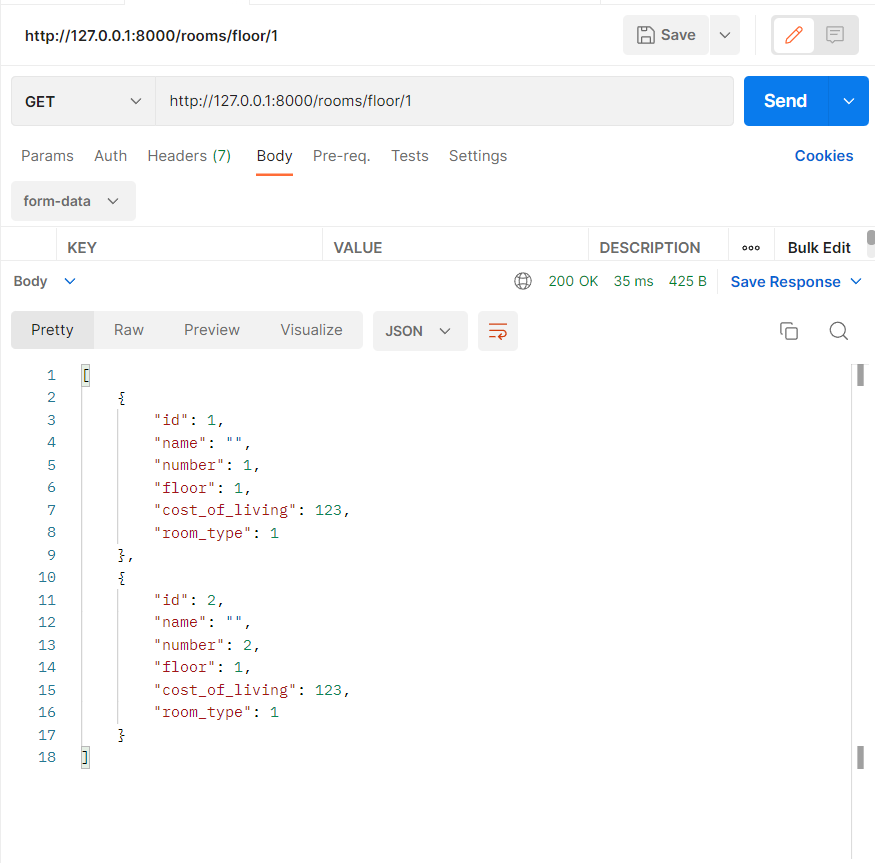 http://127.0.0.1:8000/rooms/floor/1 Save
GET http://127.0.0.1:8000/rooms/floor/1 Send
Params Auth Headers (7) Body Pre-req. Tests Settings Cookies
form-data
KEY VALUE DESCRIPTION ooo Bulk Edit
Body 200 OK 35 ms 425 B Save Response
Pretty Raw Preview Visualize JSON
1 [
2 {
3 "id": 1,
4 "name": "",
5 "number": 1,
6 "floor": 1,
7 "cost_of_living": 123,
8 "room_type": 1
9 },
10 {
11 "id": 2,
12 "name": "",
13 "number": 2,
14 "floor": 1,
15 "cost_of_living": 123,
16 "room_type": 1
17 }
18 ]